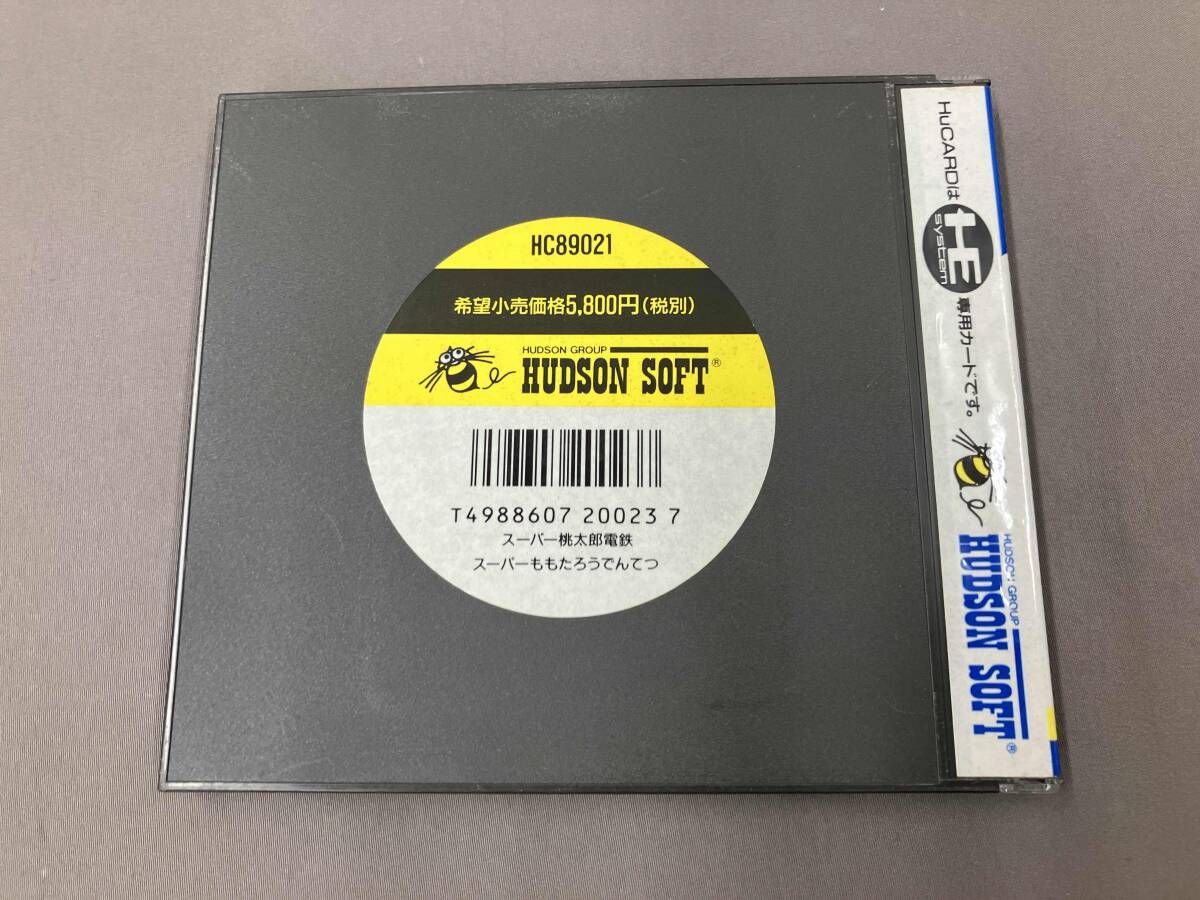 HC89021
希望小売価格5,800円(税別)
HUDSON GROUP
HUDSON SOFT®
T4988607 20023 7
スーパー桃太郎電鉄
スーパーももたろうでんてつ
HuCARDは
HE
system
専用カードです。
HUDSON GROUP
HUDSON SOFT®